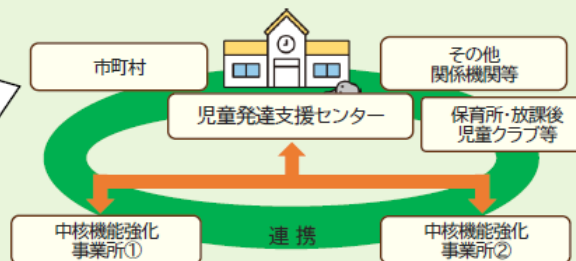 市町村
その他
関係機関等
児童発達支援センター
保育所・放課後
児童クラブ等
中核機能強化
事業所①
連携
中核機能強化
事業所②